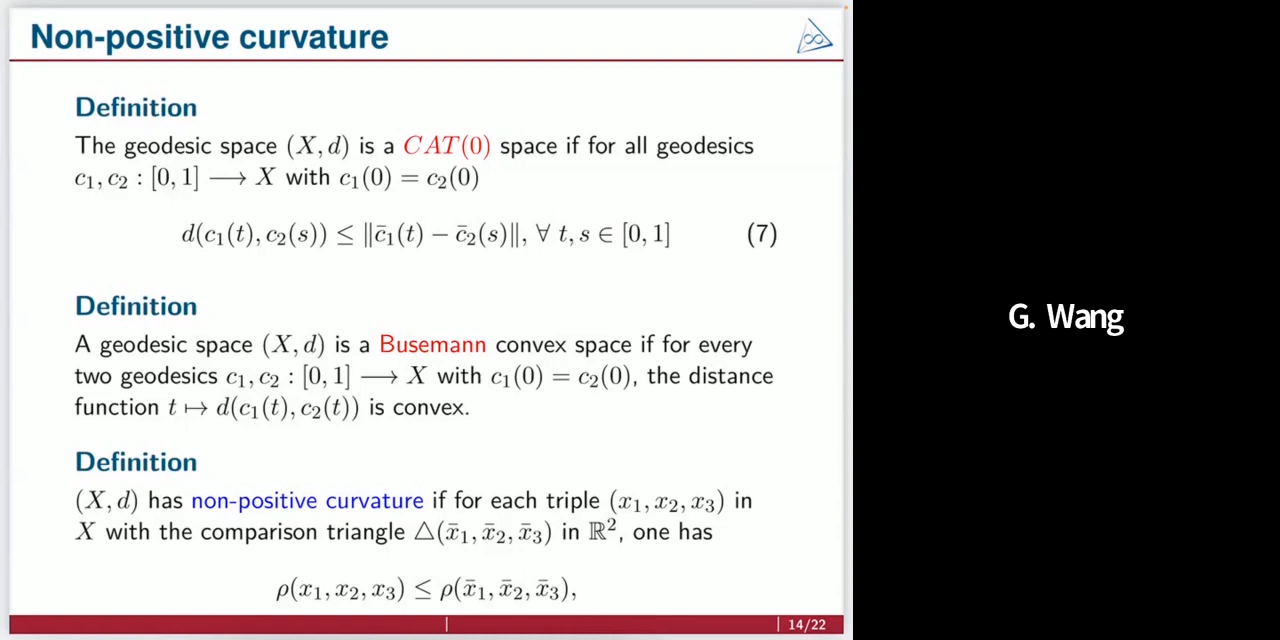 Non-positive curvature
Definition
The geodesic space (X, d) is a CAT(0) space if for all geodesics
c₁, c₂ : [0, 1] ⟶ X with c₁(0) = c₂(0)
d(c₁(t), c₂(s)) ≤ ‖c̄₁(t) − c̄₂(s)‖, ∀ t, s ∈ [0, 1] (7)
Definition
A geodesic space (X, d) is a Busemann convex space if for every
two geodesics c₁, c₂ : [0, 1] ⟶ X with c₁(0) = c₂(0), the distance
function t ↦ d(c₁(t), c₂(t)) is convex.
Definition
(X, d) has non-positive curvature if for each triple (x₁, x₂, x₃) in
X with the comparison triangle △(x̄₁, x̄₂, x̄₃) in ℝ², one has
ρ(x₁, x₂, x₃) ≤ ρ(x̄₁, x̄₂, x̄₃),
14/22
G. Wang